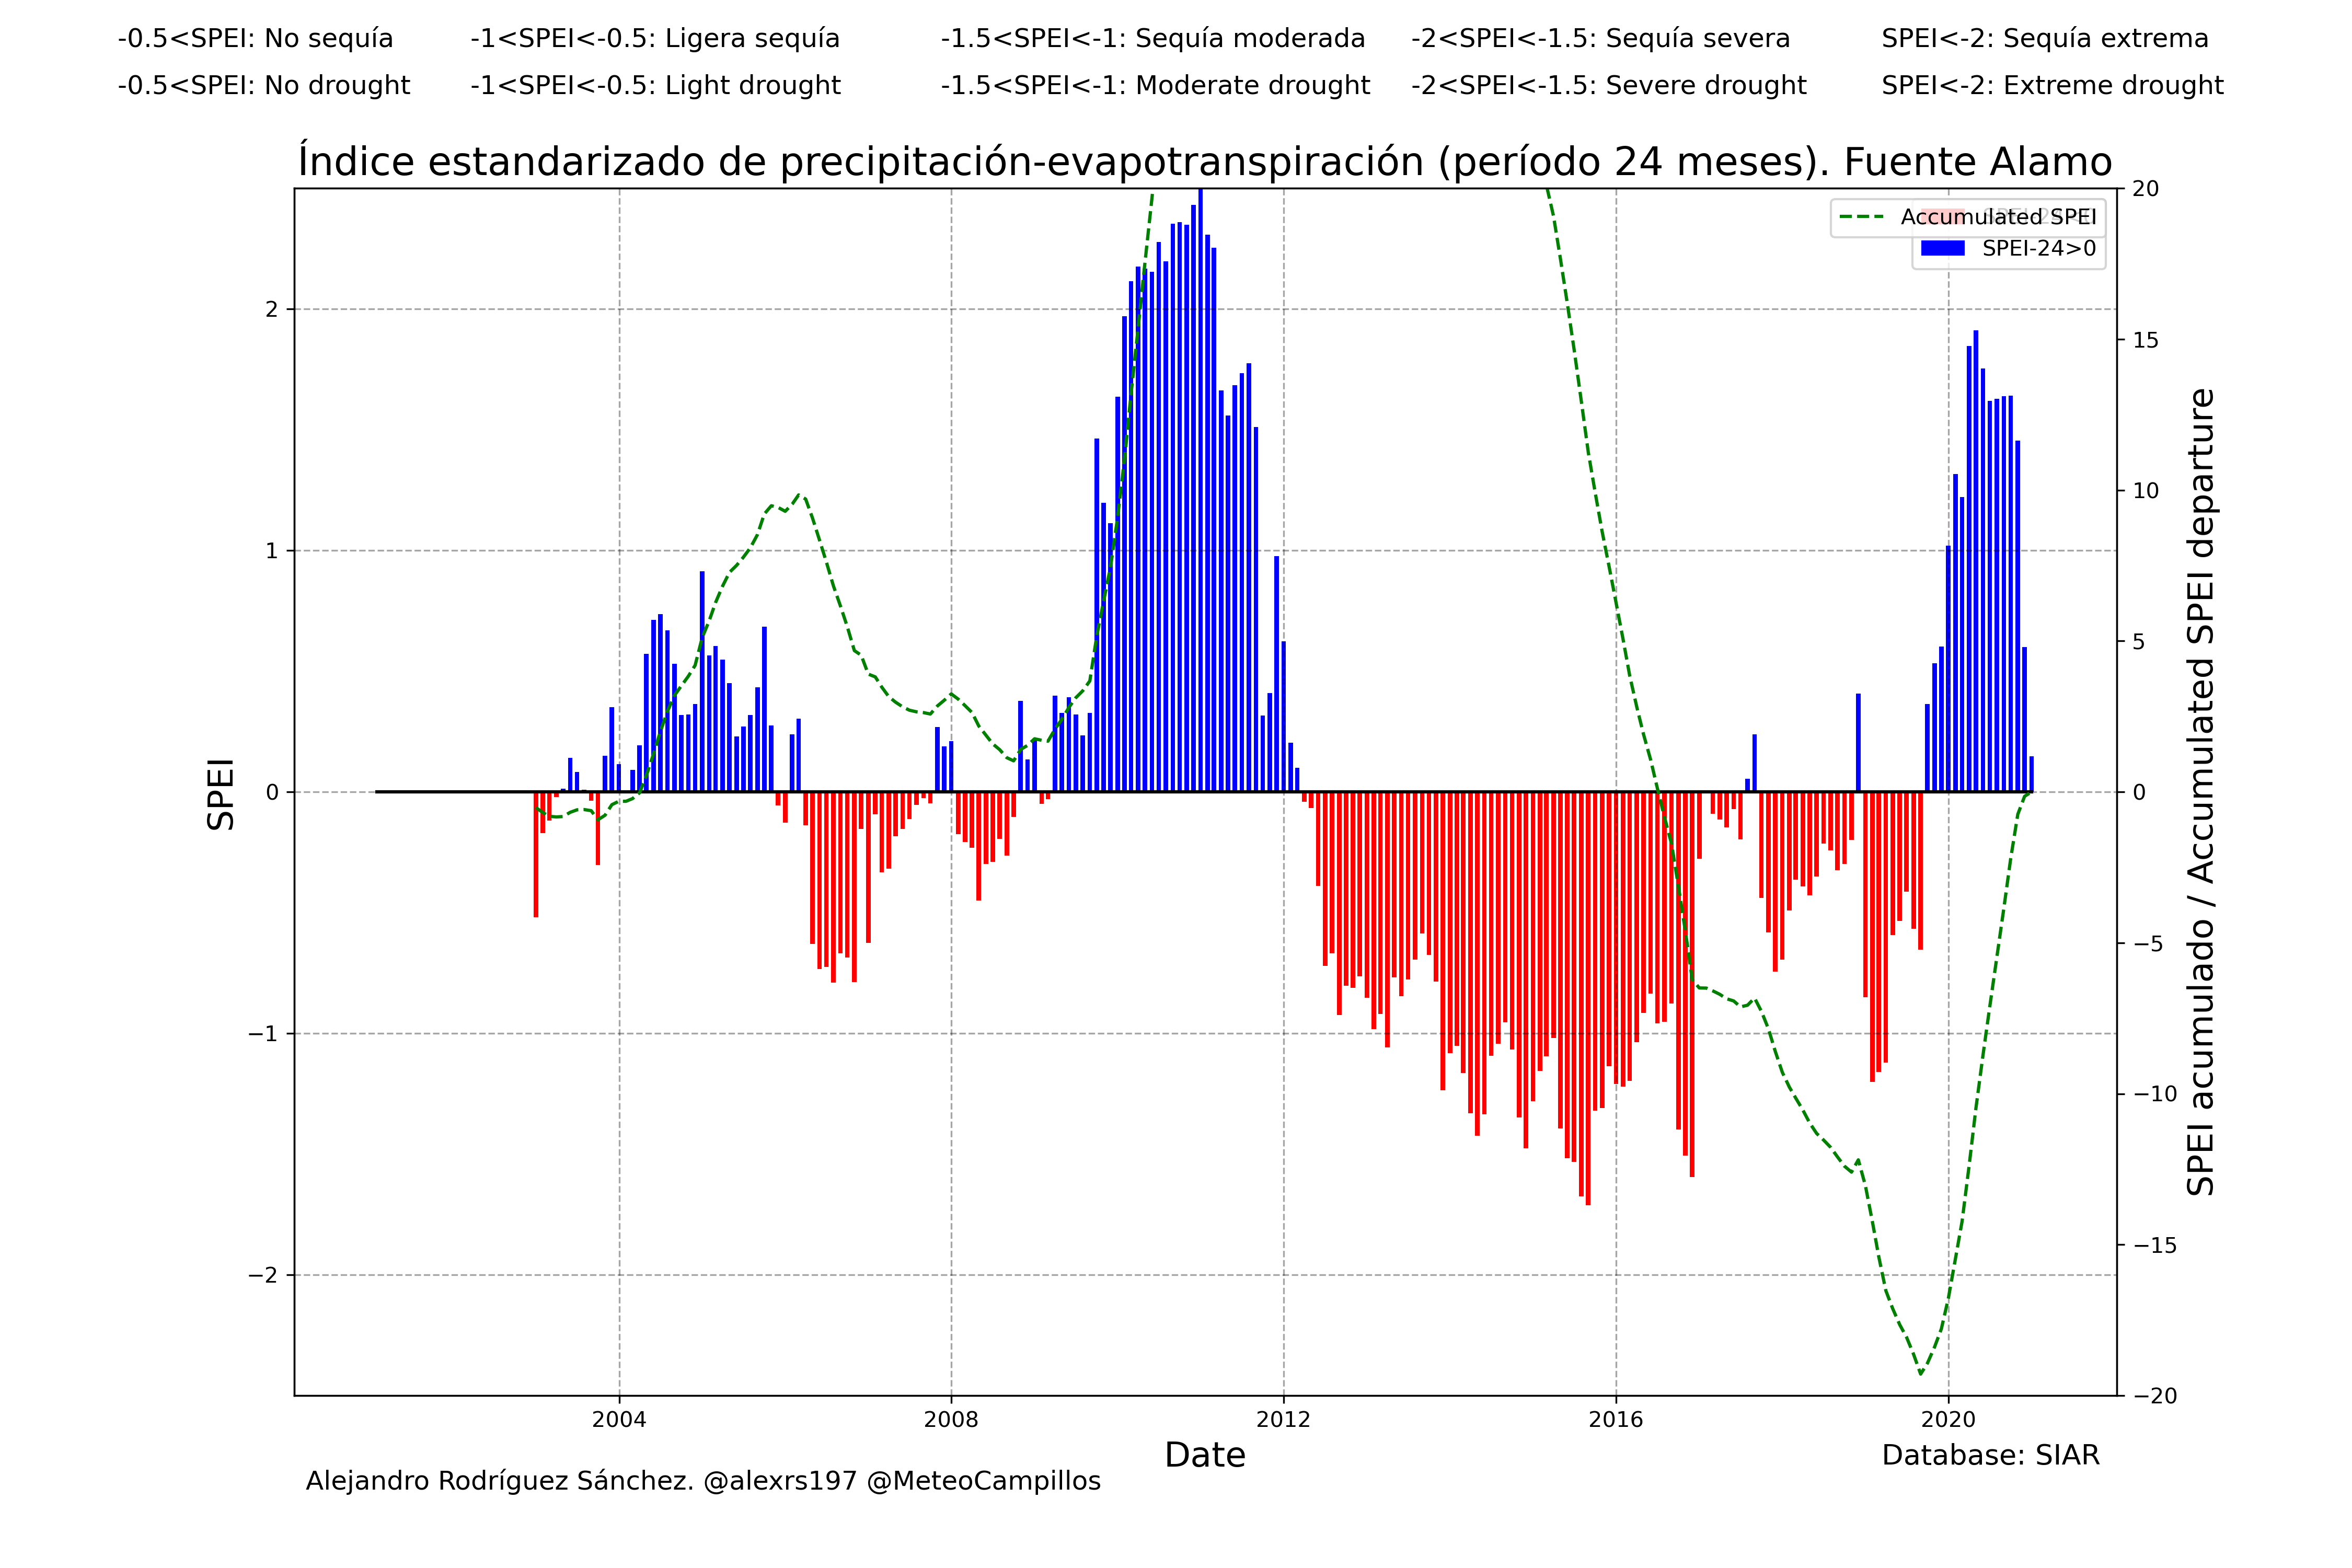 -0.5<SPEI: No sequía -1<SPEI<-0.5: Ligera sequía -1.5<SPEI<-1: Sequía moderada -2<SPEI<-1.5: Sequía severa SPEI<-2: Sequía extrema
-0.5<SPEI: No drought -1<SPEI<-0.5: Light drought -1.5<SPEI<-1: Moderate drought -2<SPEI<-1.5: Severe drought SPEI<-2: Extreme drought
Índice estandarizado de precipitación-evapotranspiración (período 24 meses). Fuente Alamo
Accumulated SPEI
SPEI-24>0
SPEI
2
1
0
−1
−2
20
15
10
5
0
−5
−10
−15
−20
SPEI acumulado / Accumulated SPEI departure
2004 2008 2012 2016 2020
Date
Database: SIAR
Alejandro Rodríguez Sánchez. @alexrs197 @MeteoCampillos